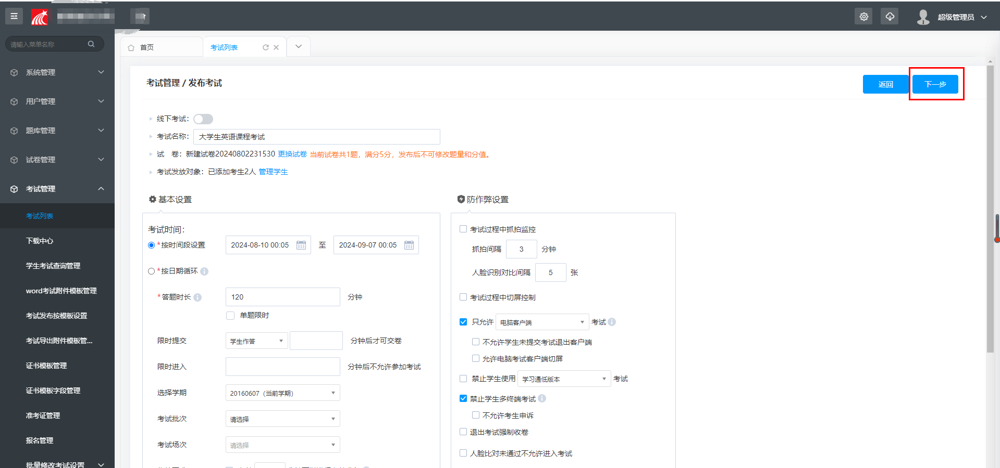 超级管理员
请输入菜单名称
首页
考试列表
系统管理
用户管理
题库管理
试卷管理
考试管理
考试列表
下载中心
学生考试查询管理
word考试附件模板管理
考试发布按模板设置
考试导出附件模板管...
证书模板管理
证书模板字段管理
准考证管理
报名管理
批量修改考试设置
考试管理 / 发布考试
返回
下一步
线下考试：
考试名称： 大学生英语课程考试
试 卷： 新建试卷20240802231530 更换试卷 当前试卷共1题，满分5分，发布后不可修改题量和分值。
考试发放对象： 已添加考生2人 管理学生
基本设置
考试时间：
*按时间段设置 2024-08-10 00:05 至 2024-09-07 00:05
*按日期循环
*答题时长 120 分钟
单题限时
限时提交 学生作答 分钟后才可交卷
限时进入 分钟后不允许参加考试
选择学期 20160607（当前学期）
考试批次 请选择
考试场次 请选择
防作弊设置
考试过程中抓拍监控
抓拍间隔 3 分钟
人脸识别对比间隔 5 张
考试过程中切屏控制
只允许 电脑客户端 考试
不允许学生未提交考试退出客户端
允许电脑考试客户端切屏
禁止学生使用 学习通低版本 考试
禁止学生多终端考试
不允许考生申诉
退出考试强制收卷
人脸比对未通过不允许进入考试